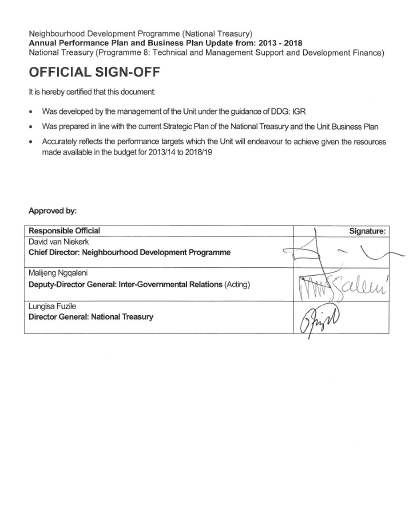 Neighbourhood Development Programme (National Treasury)
Annual Performance Plan and Business Plan Update from: 2013 - 2018
National Treasury (Programme 8: Technical and Management Support and Development Finance)
OFFICIAL SIGN-OFF
It is hereby certified that this document:
• Was developed by the management of the Unit under the guidance of DDG: IGR
• Was prepared in line with the current Strategic Plan of the National Treasury and the Unit Business Plan
• Accurately reflects the performance targets which the Unit will endeavour to achieve given the resources
made available in the budget for 2013/14 to 2018/19
Approved by:
Responsible Official Signature:
David van Niekerk
Chief Director: Neighbourhood Development Programme
Malijeng Ngqaleni
Deputy-Director General: Inter-Governmental Relations (Acting)
Lungisa Fuzile
Director General: National Treasury